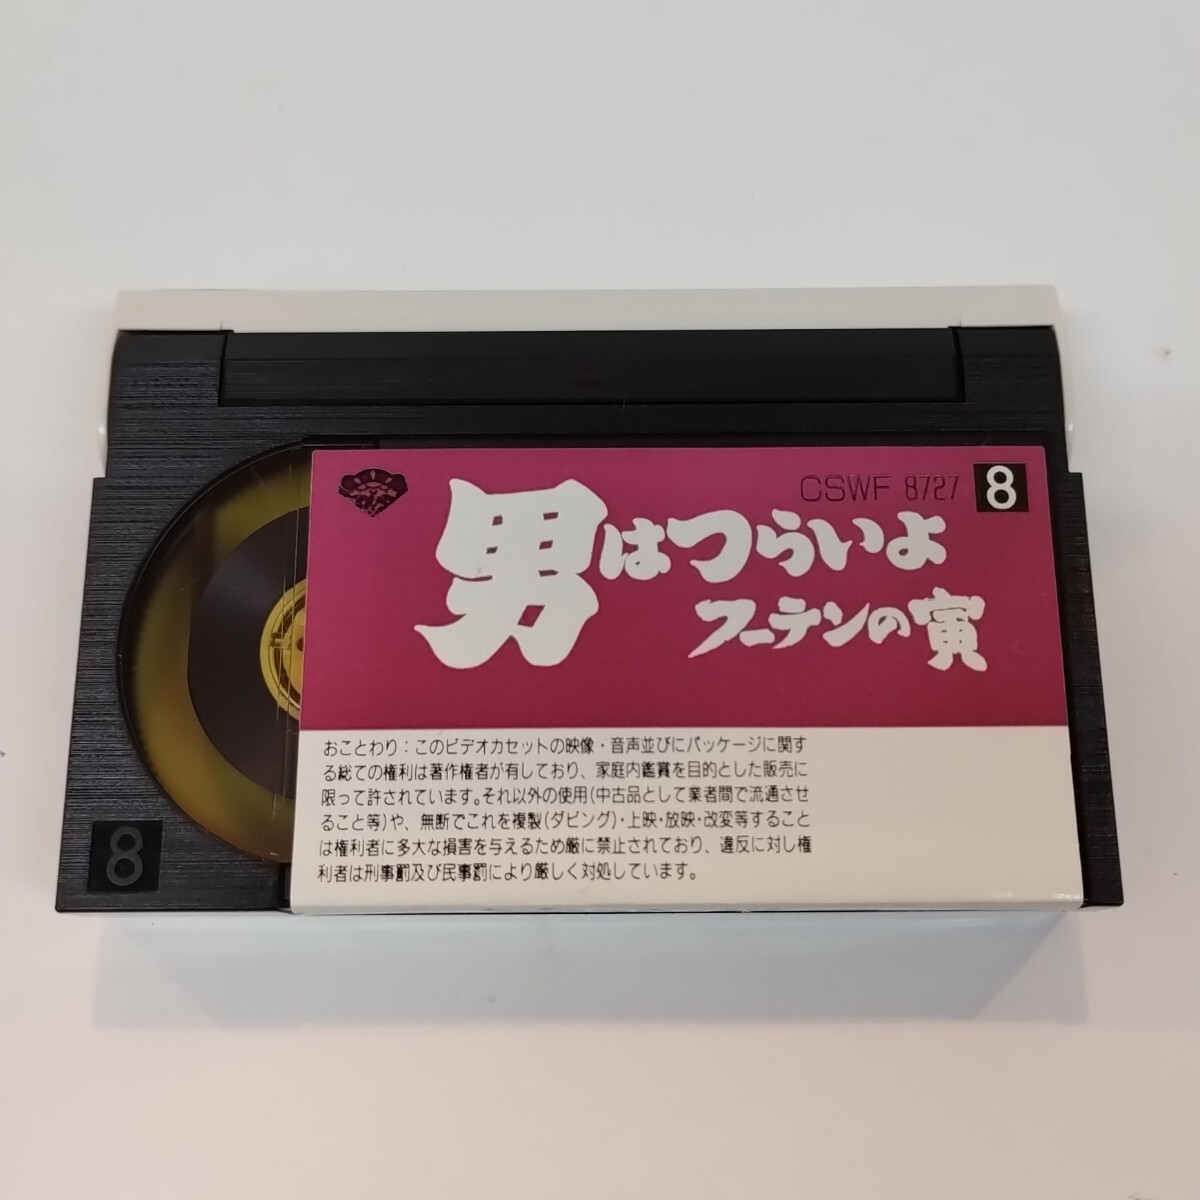 CSWF 8727 8
男はつらいよ
フーテンの寅
おことわり：このビデオカセットの映像・音声並びにパッケージに関す
る総ての権利は著作権者が有しており、家庭内鑑賞を目的とした販売に
限って許されています。それ以外の使用(中古品として業者間で流通させ
ること等)や、無断でこれを複製(ダビング)・上映・放映・改変等すること
は権利者に多大な損害を与えるため厳に禁止されており、違反に対し権
利者は刑事罰及び民事罰により厳しく対処しています。
8